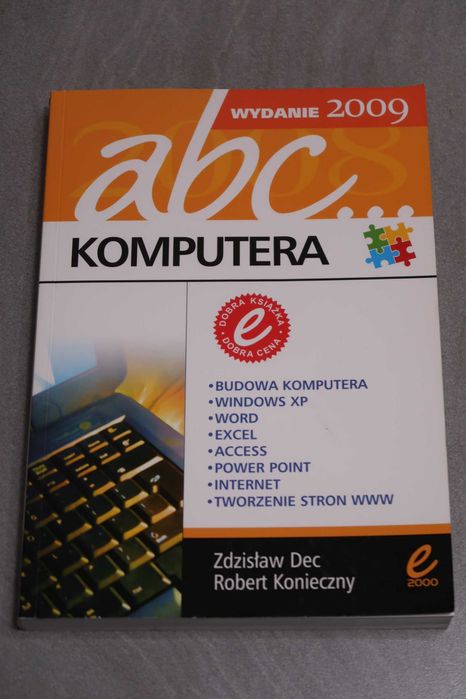 WYDANIE 2009
2008
abc...
KOMPUTERA
DOBRA KSIĄŻKA
e
DOBRA CENA
•BUDOWA KOMPUTERA
•WINDOWS XP
•WORD
•EXCEL
•ACCESS
•POWER POINT
•INTERNET
•TWORZENIE STRON WWW
Zdzisław Dec
Robert Konieczny
e
2000